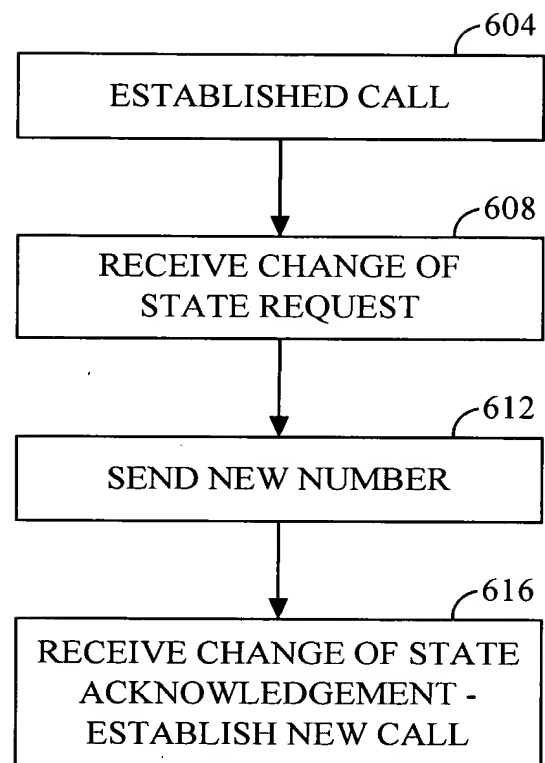 604
ESTABLISHED CALL
608
RECEIVE CHANGE OF
STATE REQUEST
612
SEND NEW NUMBER
616
RECEIVE CHANGE OF STATE
ACKNOWLEDGEMENT -
ESTABLISH NEW CALL